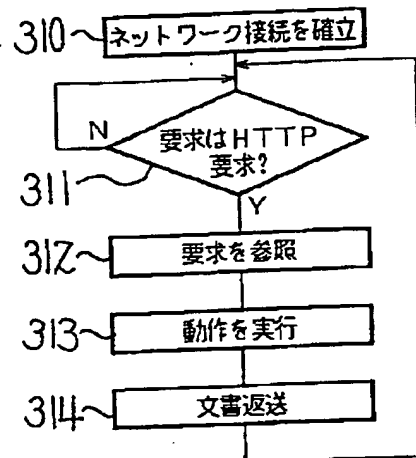 310 ネットワーク接続を確立
N 要求はHTTP
要求?
311
Y
312 要求を参照
313 動作を実行
314 文書返送